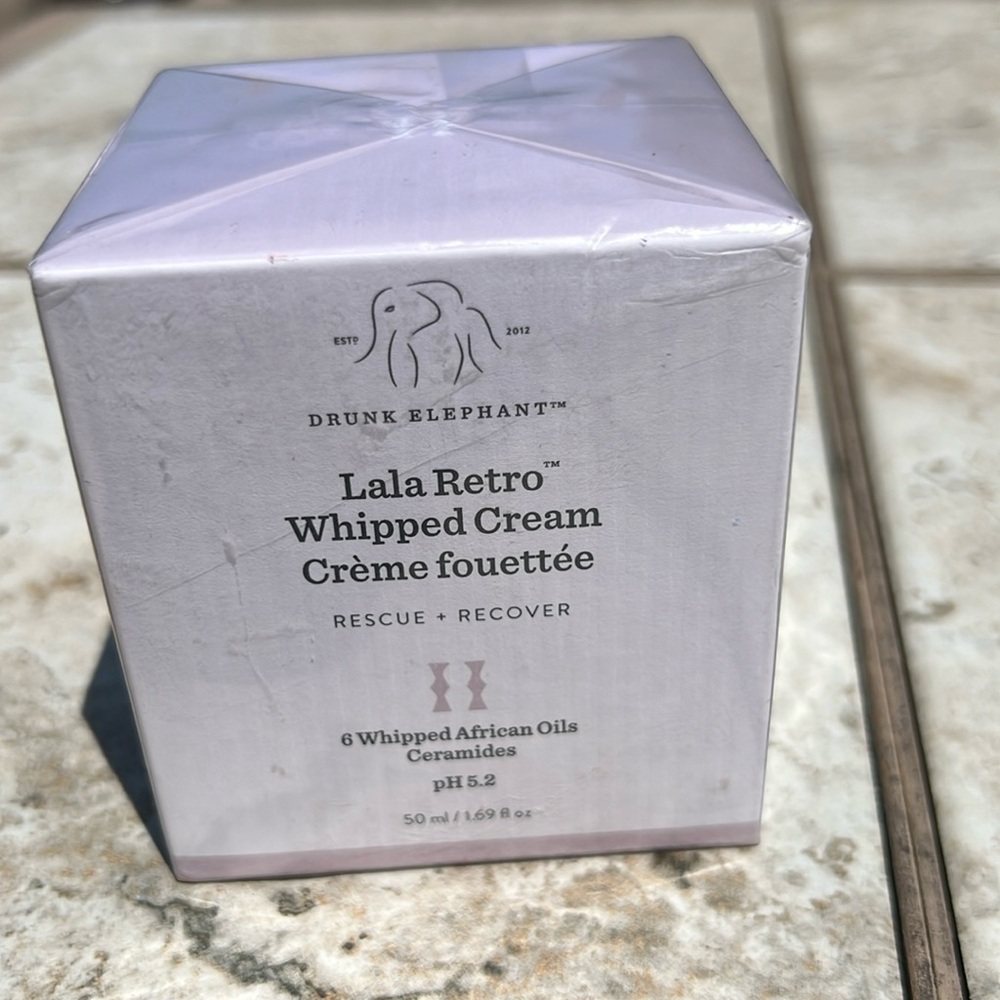 ESTD 2012
DRUNK ELEPHANT™
Lala Retro™
Whipped Cream
Crème fouettée
RESCUE + RECOVER
6 Whipped African Oils
Ceramides
pH 5.2
50 ml / 1.69 fl oz